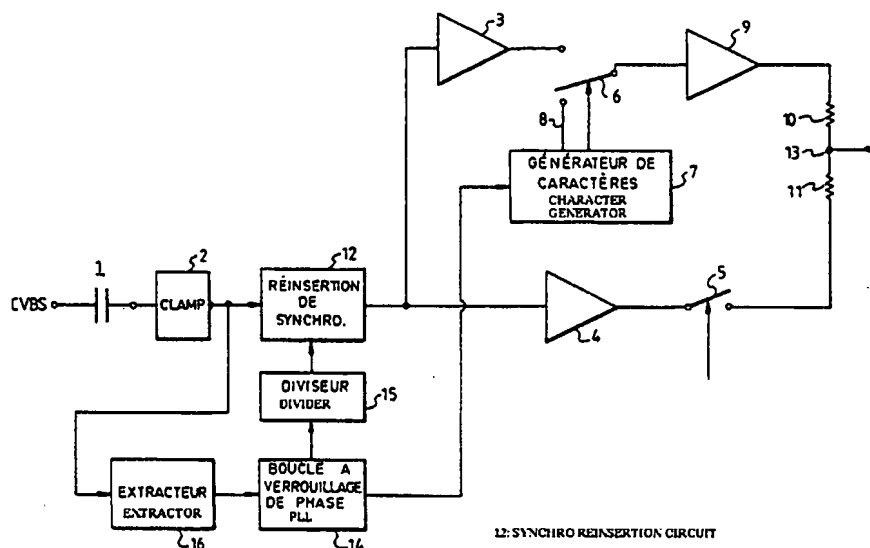 3
9
6
8
10
13
11
GÉNÉRATEUR DE
CARACTÈRES
CHARACTER
GENERATOR
7
CVBS
1
2
CLAMP
12
RÉINSERTION
DE
SYNCHRO.
4
5
DIVISEUR
DIVIDER
15
EXTRACTEUR
EXTRACTOR
16
BOUCLE A
VERROUILLAGE
DE PHASE
PLL
14
12: SYNCHRO REINSERTION CIRCUIT